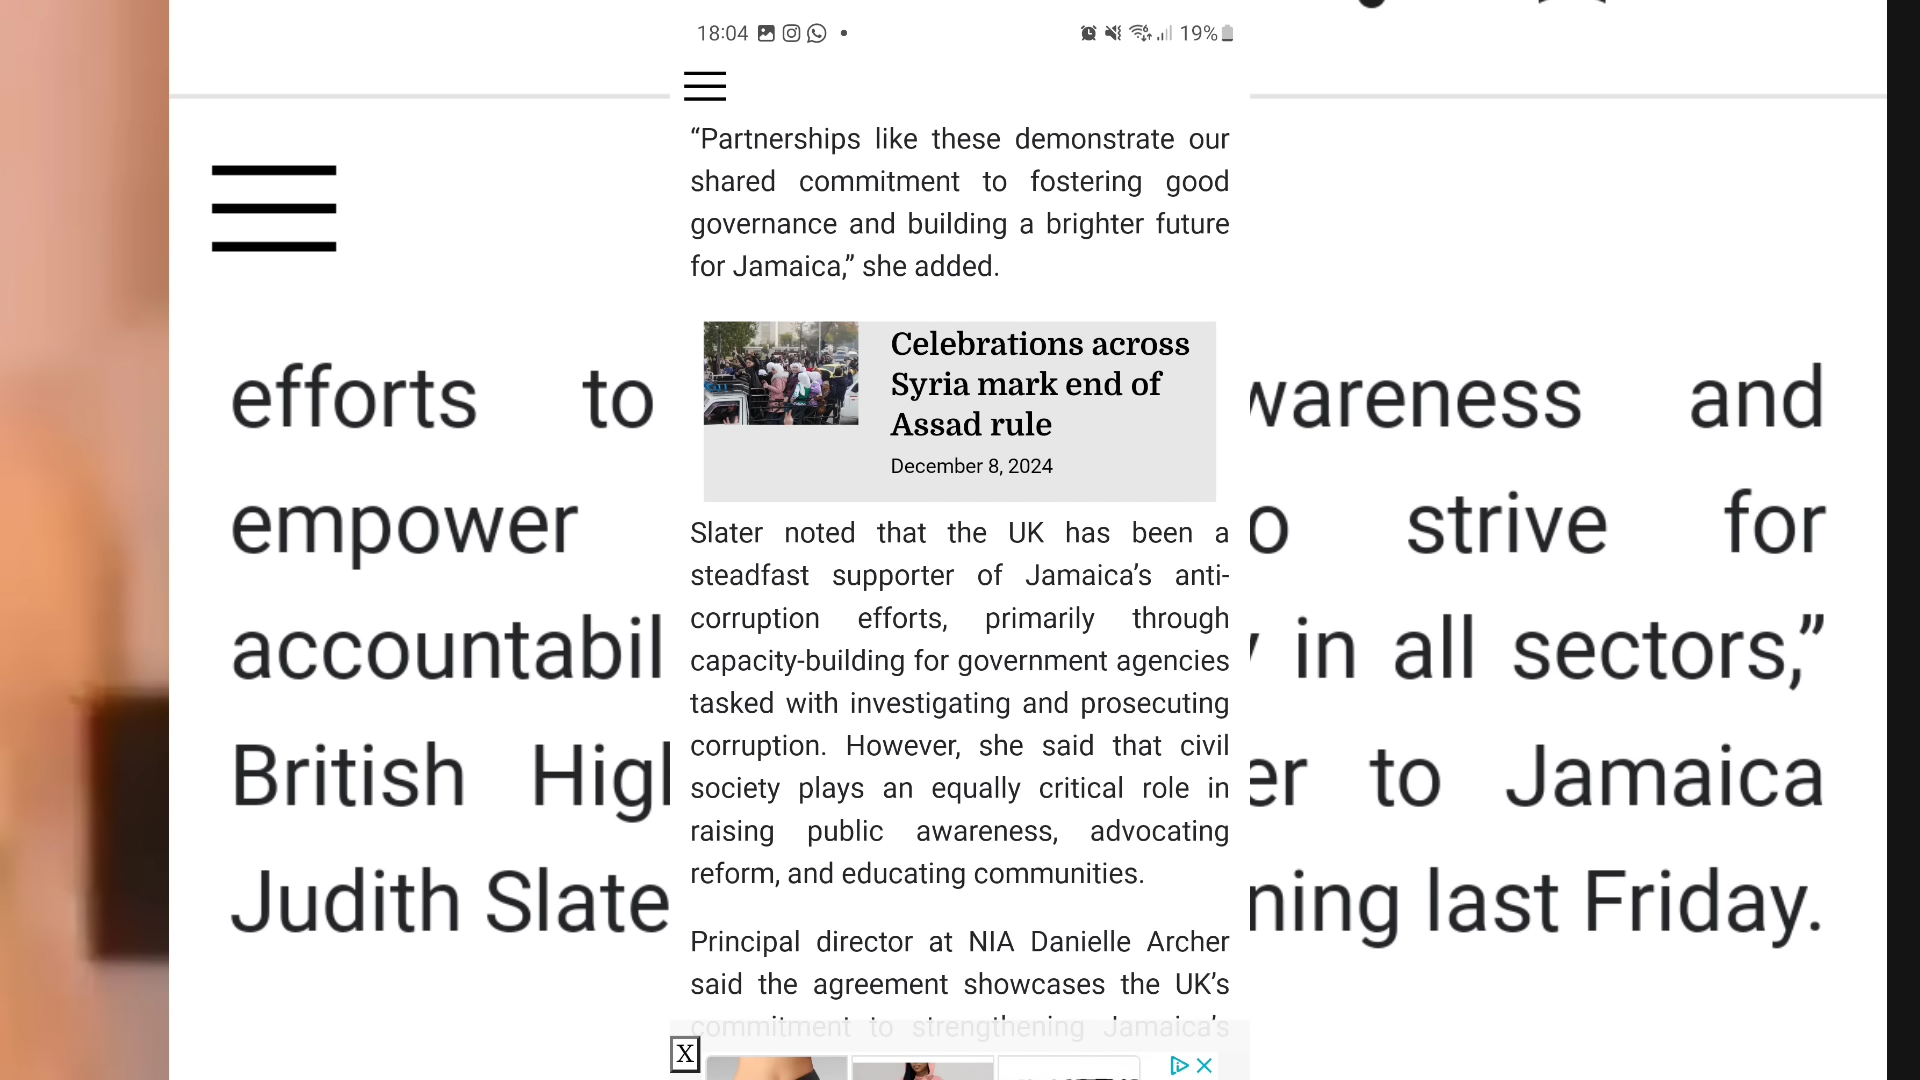 18:04
19%
“Partnerships like these demonstrate our
shared commitment to fostering good
governance and building a brighter future
for Jamaica,” she added.
Celebrations across
Syria mark end of
Assad rule
December 8, 2024
Slater noted that the UK has been a
steadfast supporter of Jamaica’s anti-
corruption efforts, primarily through
capacity-building for government agencies
tasked with investigating and prosecuting
corruption. However, she said that civil
society plays an equally critical role in
raising public awareness, advocating
reform, and educating communities.
Principal director at NIA Danielle Archer
said the agreement showcases the UK’s
commitment to strengthening Jamaica’s
X
efforts to
wareness and
empower
o strive for
accountabil
y in all sectors,”
British Higl
er to Jamaica
Judith Slate
ning last Friday.